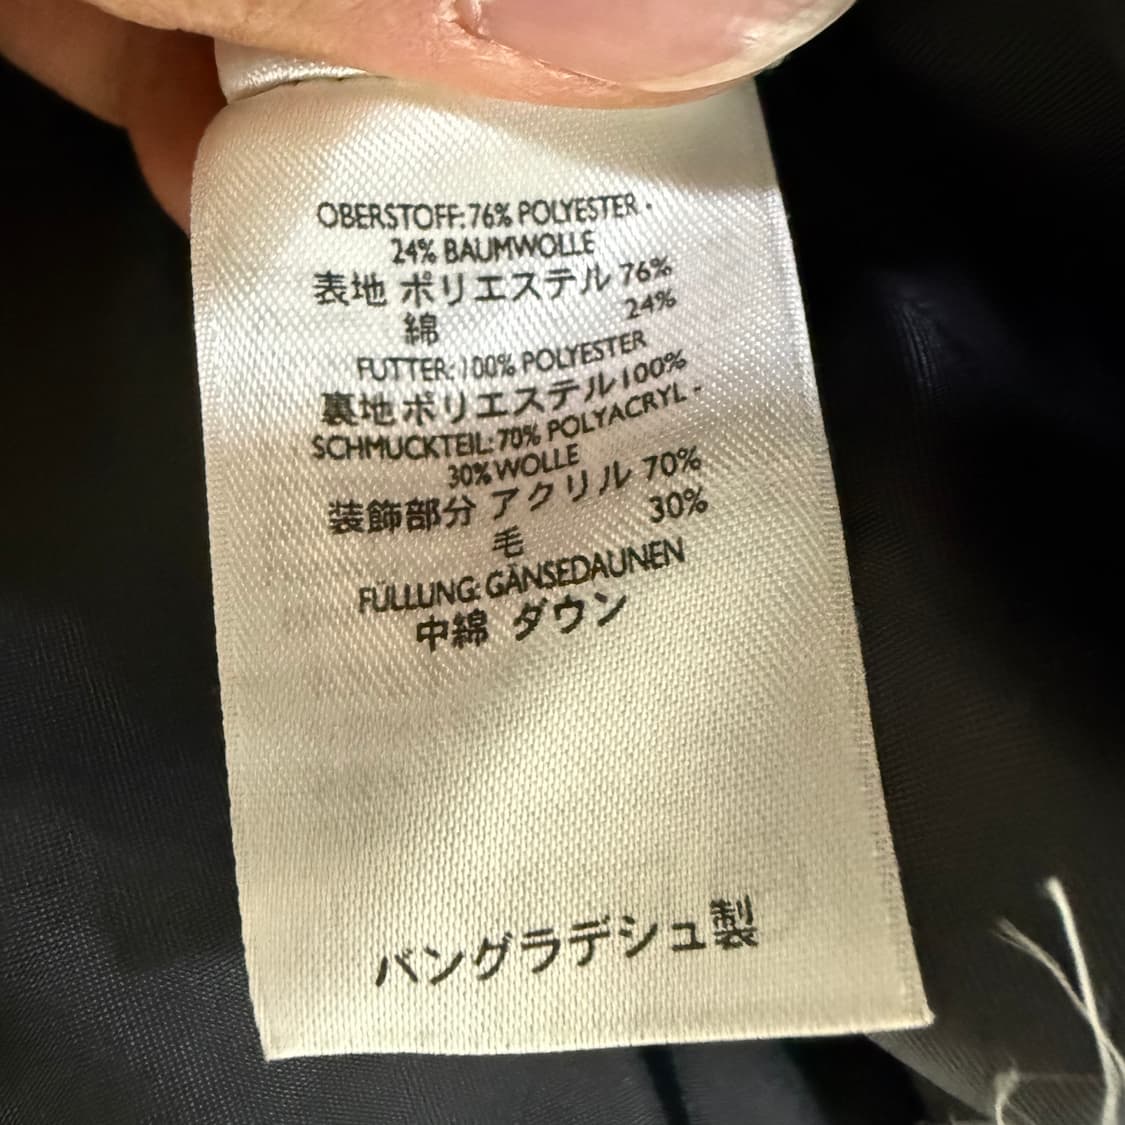 OBERSTOFF: 76% POLYESTER -
24% BAUMWOLLE
表地 ポリエステル 76%
綿 24%
FUTTER: 100% POLYESTER
裏地ポリエステル100%
SCHMUCKTEIL: 70% POLYACRYL -
30% WOLLE
装飾部分 アクリル 70%
毛 30%
FÜLLUNG: GÄNSEDAUNEN
中綿 ダウン
バングラデシュ製